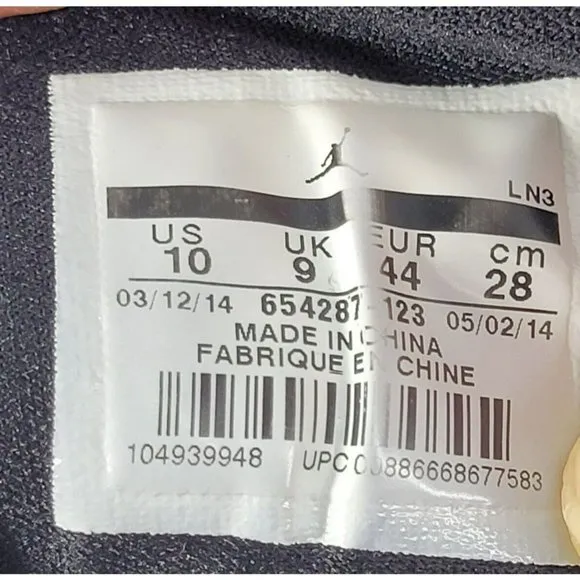 LN3
US UK EUR cm
10 9 44 28
03/12/14 654287-123 05/02/14
MADE IN CHINA
FABRIQUE EN CHINE
104939948 UPC 00886668677583